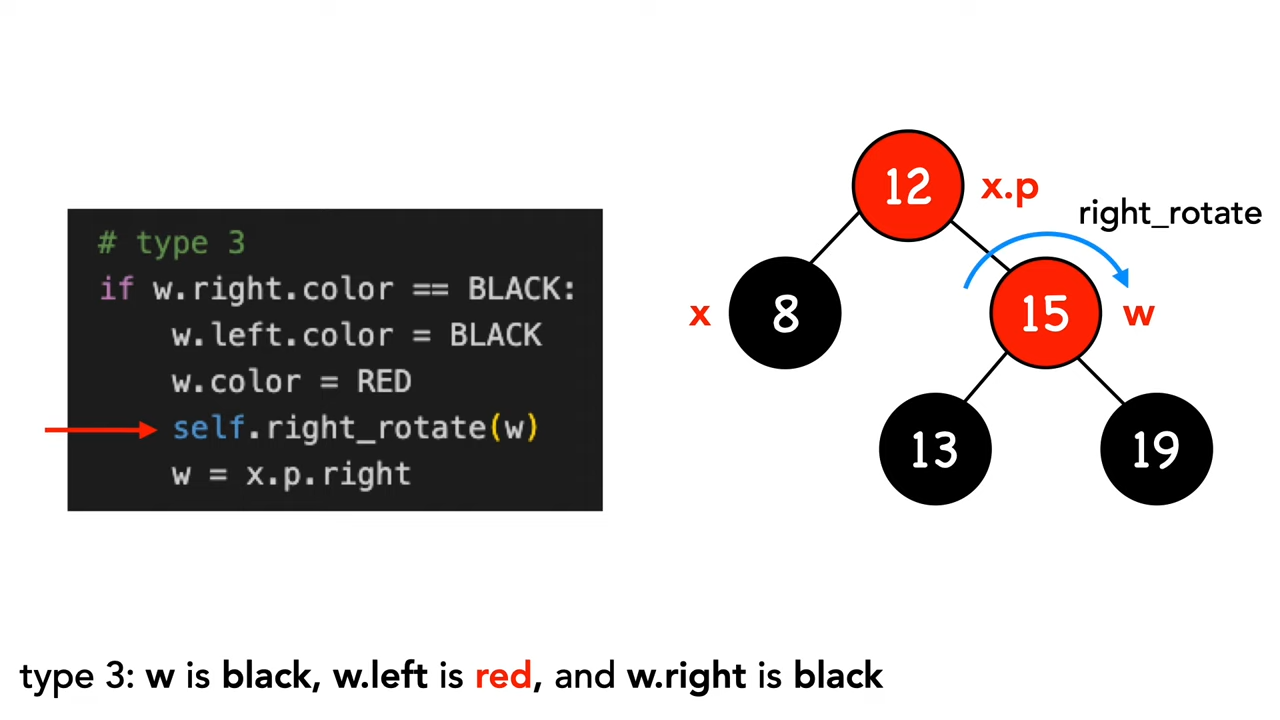 # type 3
if w.right.color == BLACK:
w.left.color = BLACK
w.color = RED
self.right_rotate(w)
w = x.p.right
12
x.p
right_rotate
x
8
15
w
13
19
type 3: w is black, w.left is red, and w.right is black